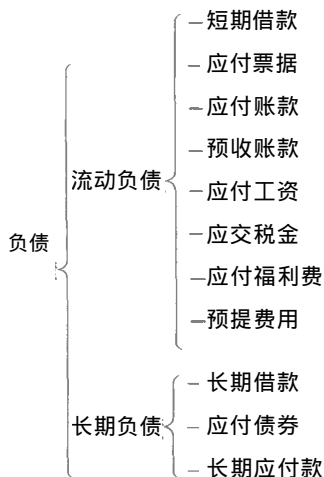 负债
流动负债
短期借款
应付票据
应付账款
预收账款
应付工资
应交税金
应付福利费
预提费用
长期负债
长期借款
应付债券
长期应付款